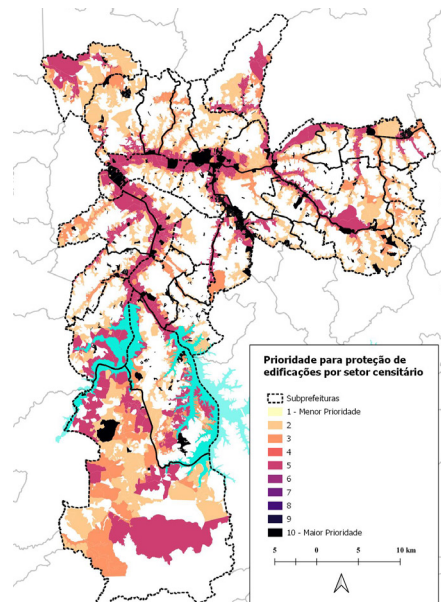 Prioridade para proteção de
edificações por setor censitário
Subprefeituras
1 - Menor Prioridade
2
3
4
5
6
7
8
9
10 - Maior Prioridade
5 0 5 10 km